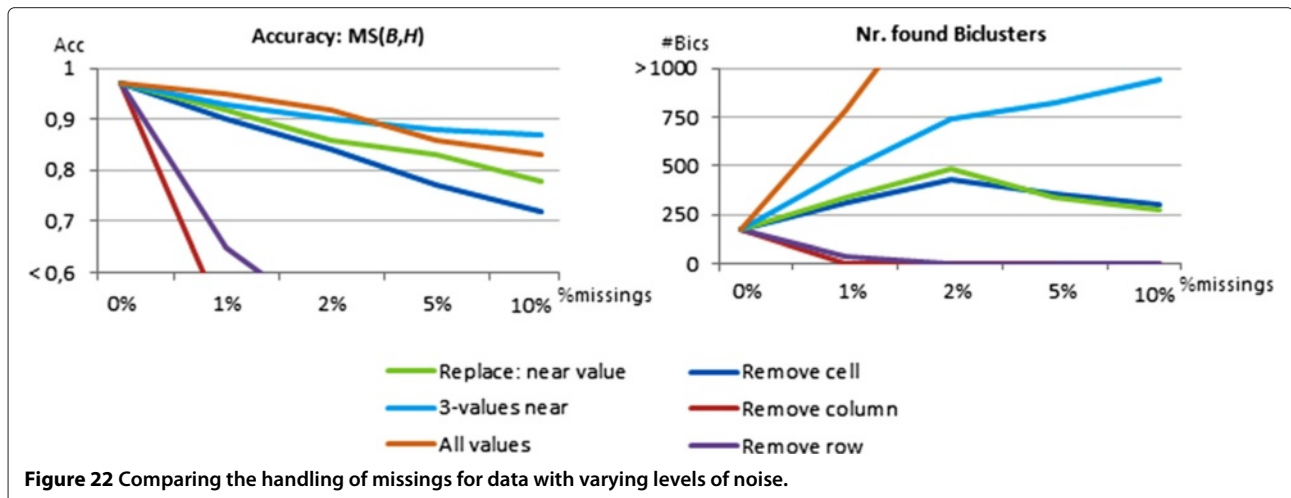 Accuracy: MS(B,H)
Acc
1
0,9
0,8
0,7
< 0,6
0% 1% 2% 5% 10% %missings
Nr. found Biclusters
#Bics
> 1000
750
500
250
0
0% 1% 2% 5% 10% %missings
Replace: near value
3-values near
All values
Remove cell
Remove column
Remove row
Figure 22 Comparing the handling of missings for data with varying levels of noise.